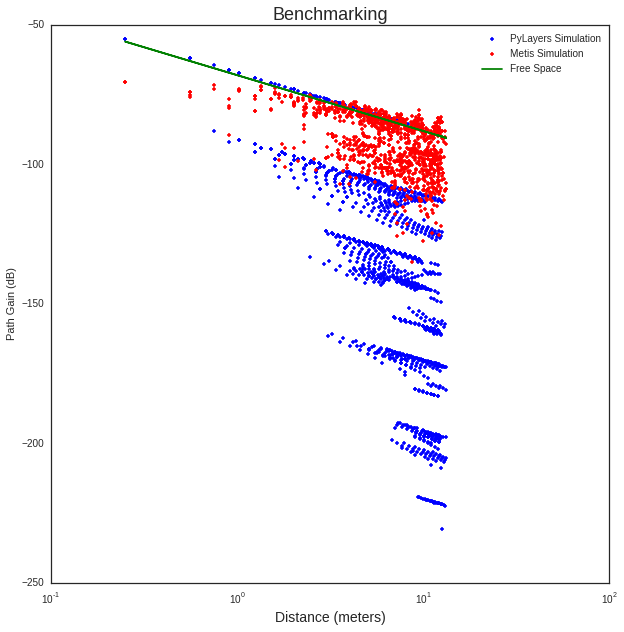 Benchmarking
PyLayers Simulation
Metis Simulation
Free Space
Path Gain (dB)
−50
−100
−150
−200
−250
10^-1
10^0
10^1
10^2
Distance (meters)